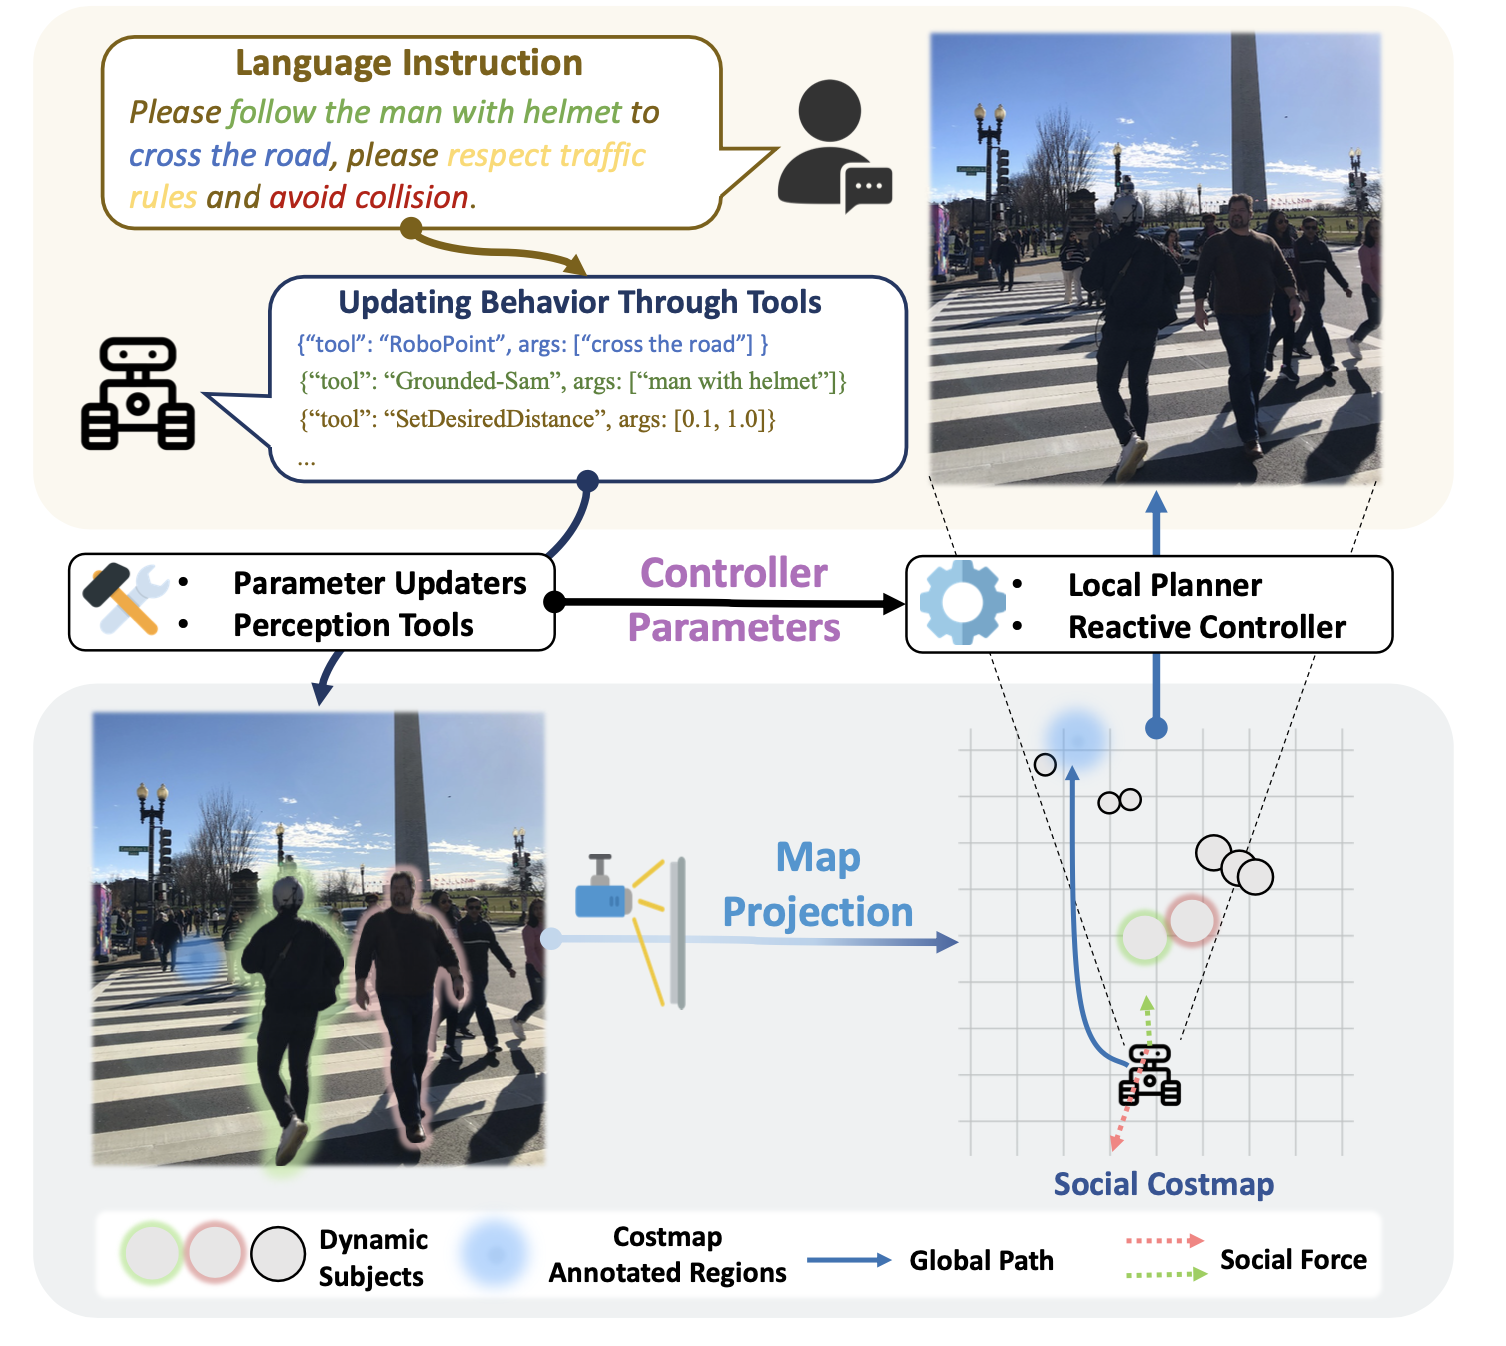 Language Instruction
Please follow the man with helmet to
cross the road, please respect traffic
rules and avoid collision.
Updating Behavior Through Tools
{“tool”: “RoboPoint”, args: [“cross the road”] }
{“tool”: “Grounded-Sam”, args: [“man with helmet”]}
{“tool”: “SetDesiredDistance”, args: [0.1, 1.0]}
...
• Parameter Updaters
• Perception Tools
Controller
Parameters
• Local Planner
• Reactive Controller
Map
Projection
Social Costmap
Dynamic
Subjects
Costmap
Annotated Regions
Global Path
Social Force